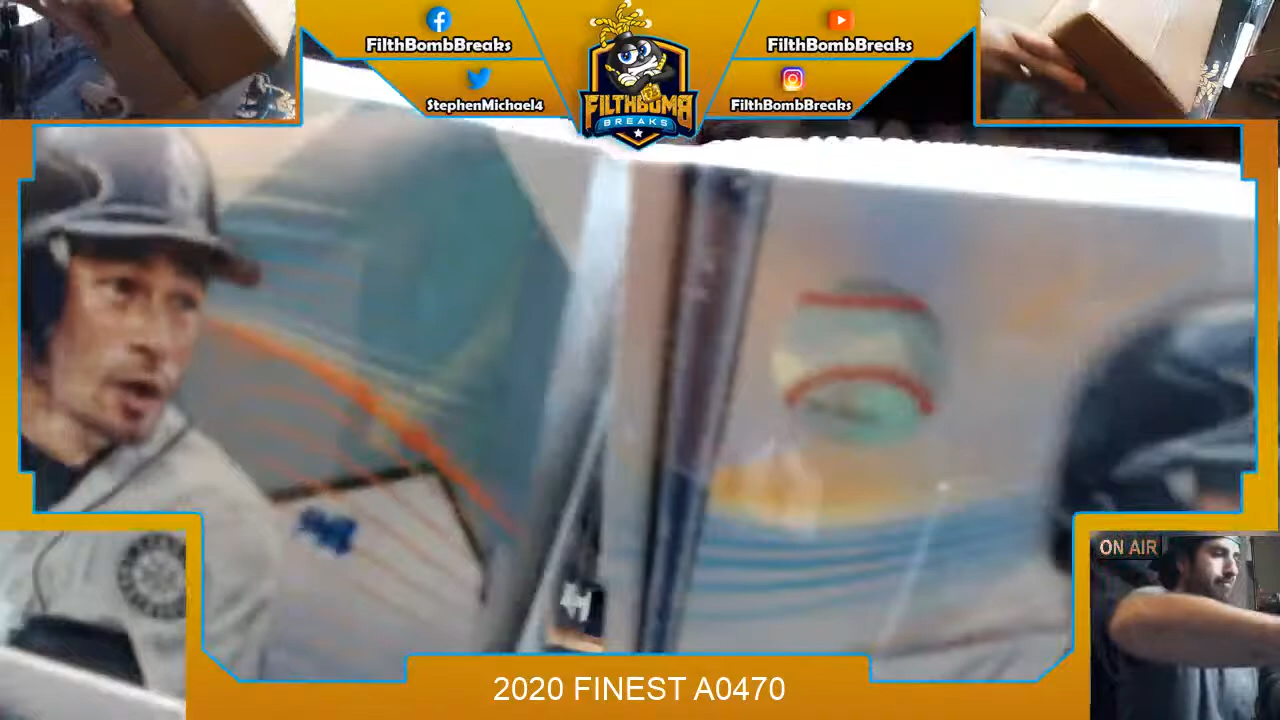 FilthBombBreaks
FilthBombBreaks
StephenMichael4
FilthBombBreaks
FILTHBOMB
BREAKS
ON AIR
2020 FINEST A0470